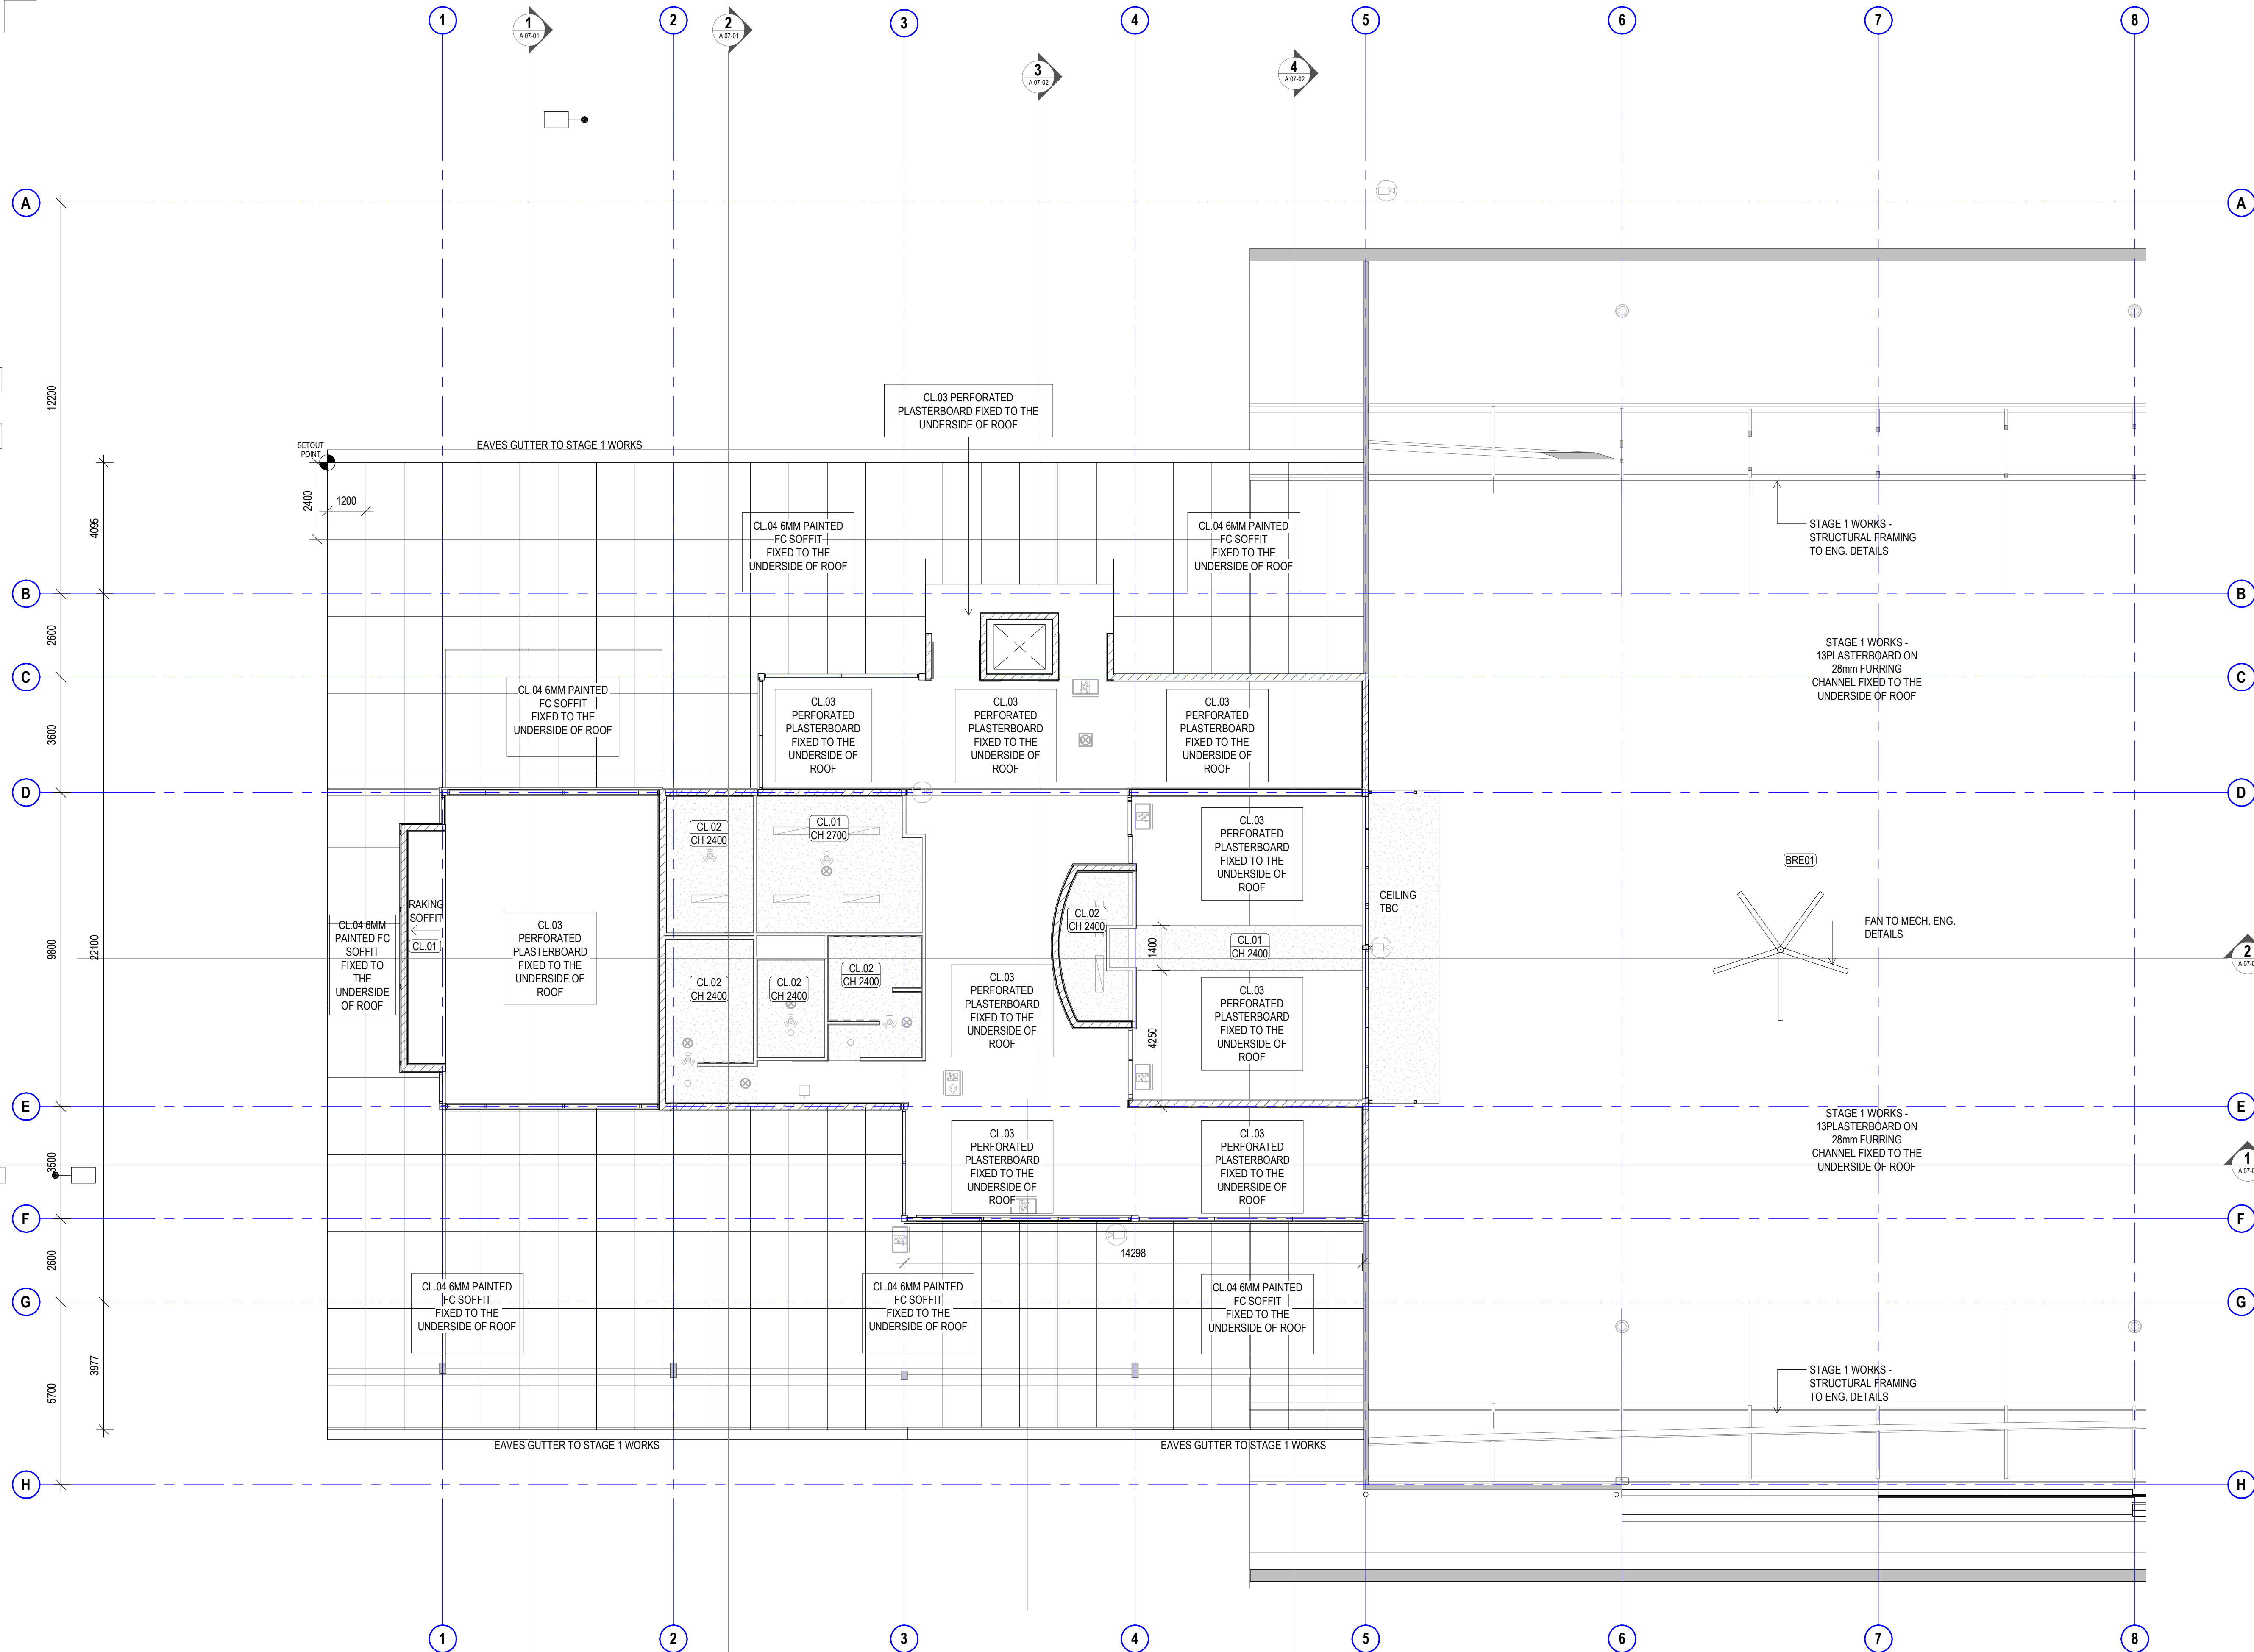 1
2
3
4
5
6
7
8
1
A 07-01
2
A 07-01
3
A 07-02
4
A 07-02
A
A
12200
CL.03 PERFORATED
PLASTERBOARD FIXED TO THE
UNDERSIDE OF ROOF
SETOUT
POINT
EAVES GUTTER TO STAGE 1 WORKS
2400
1200
4095
CL.04 6MM PAINTED
FC SOFFIT
FIXED TO THE
UNDERSIDE OF ROOF
CL.04 6MM PAINTED
FC SOFFIT
FIXED TO THE
UNDERSIDE OF ROOF
STAGE 1 WORKS -
STRUCTURAL FRAMING
TO ENG. DETAILS
B
B
2600
STAGE 1 WORKS -
13PLASTERBOARD ON
28mm FURRING
CHANNEL FIXED TO THE
UNDERSIDE OF ROOF
C
C
CL.04 6MM PAINTED
FC SOFFIT
FIXED TO THE
UNDERSIDE OF ROOF
CL.03
PERFORATED
PLASTERBOARD
FIXED TO THE
UNDERSIDE OF
ROOF
CL.03
PERFORATED
PLASTERBOARD
FIXED TO THE
UNDERSIDE OF
ROOF
CL.03
PERFORATED
PLASTERBOARD
FIXED TO THE
UNDERSIDE OF
ROOF
3600
D
D
CL.02
CH 2400
CL.01
CH 2700
CL.03
PERFORATED
PLASTERBOARD
FIXED TO THE
UNDERSIDE OF
ROOF
BRE01
CEILING
TBC
RAKING
SOFFIT
CL.01
CL.04 6MM
PAINTED FC
SOFFIT
FIXED TO
THE
UNDERSIDE
OF ROOF
CL.03
PERFORATED
PLASTERBOARD
FIXED TO THE
UNDERSIDE OF
ROOF
CL.02
CH 2400
CL.01
CH 2400
1400
FAN TO MECH. ENG.
DETAILS
9800
22100
2
CL.02
CH 2400
CL.02
CH 2400
CL.02
CH 2400
CL.03
PERFORATED
PLASTERBOARD
FIXED TO THE
UNDERSIDE OF
ROOF
CL.03
PERFORATED
PLASTERBOARD
FIXED TO THE
UNDERSIDE OF
ROOF
4250
E
E
STAGE 1 WORKS -
13PLASTERBOARD ON
28mm FURRING
CHANNEL FIXED TO THE
UNDERSIDE OF ROOF
3500
CL.03
PERFORATED
PLASTERBOARD
FIXED TO THE
UNDERSIDE OF
ROOF
CL.03
PERFORATED
PLASTERBOARD
FIXED TO THE
UNDERSIDE OF
ROOF
1
F
F
2600
14298
CL.04 6MM PAINTED
FC SOFFIT
FIXED TO THE
UNDERSIDE OF ROOF
CL.04 6MM PAINTED
FC SOFFIT
FIXED TO THE
UNDERSIDE OF ROOF
CL.04 6MM PAINTED
FC SOFFIT
FIXED TO THE
UNDERSIDE OF ROOF
G
G
3977
5700
STAGE 1 WORKS -
STRUCTURAL FRAMING
TO ENG. DETAILS
EAVES GUTTER TO STAGE 1 WORKS
EAVES GUTTER TO STAGE 1 WORKS
H
H
1
2
3
4
5
6
7
8